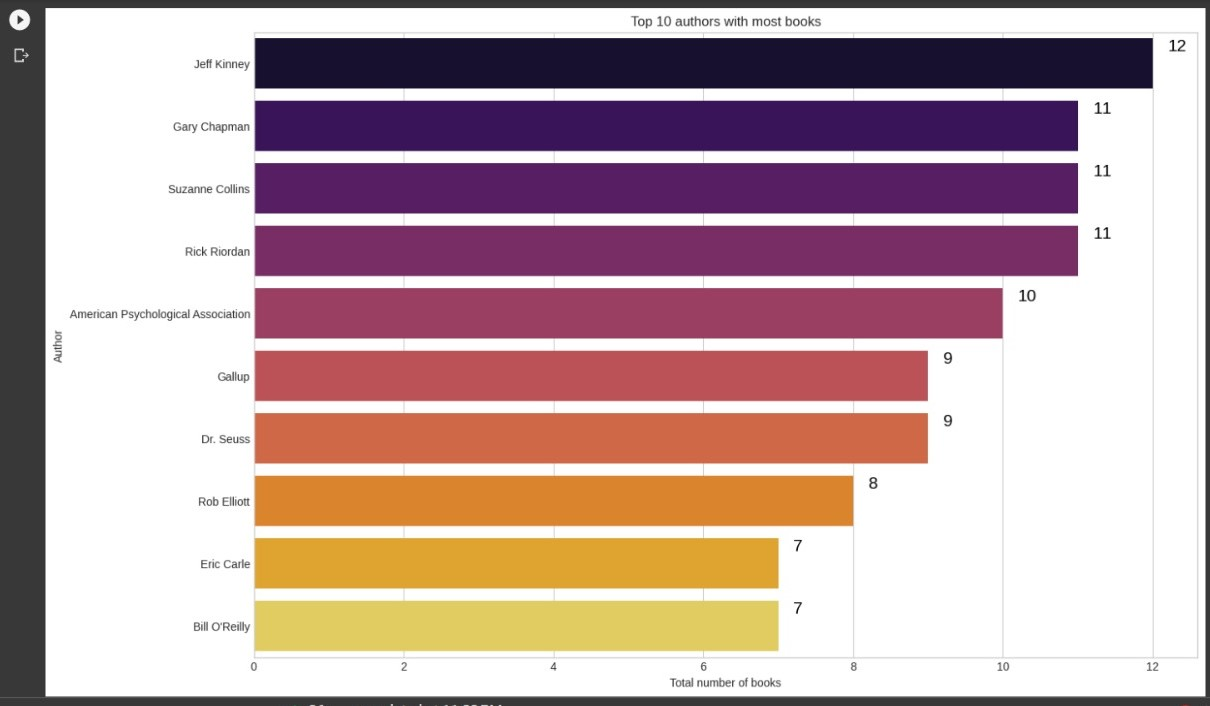 Top 10 authors with most books
Jeff Kinney 12
Gary Chapman 11
Suzanne Collins 11
Rick Riordan 11
American Psychological Association 10
Author
Gallup 9
Dr. Seuss 9
Rob Elliott 8
Eric Carle 7
Bill O'Reilly 7
0 2 4 6 8 10 12
Total number of books